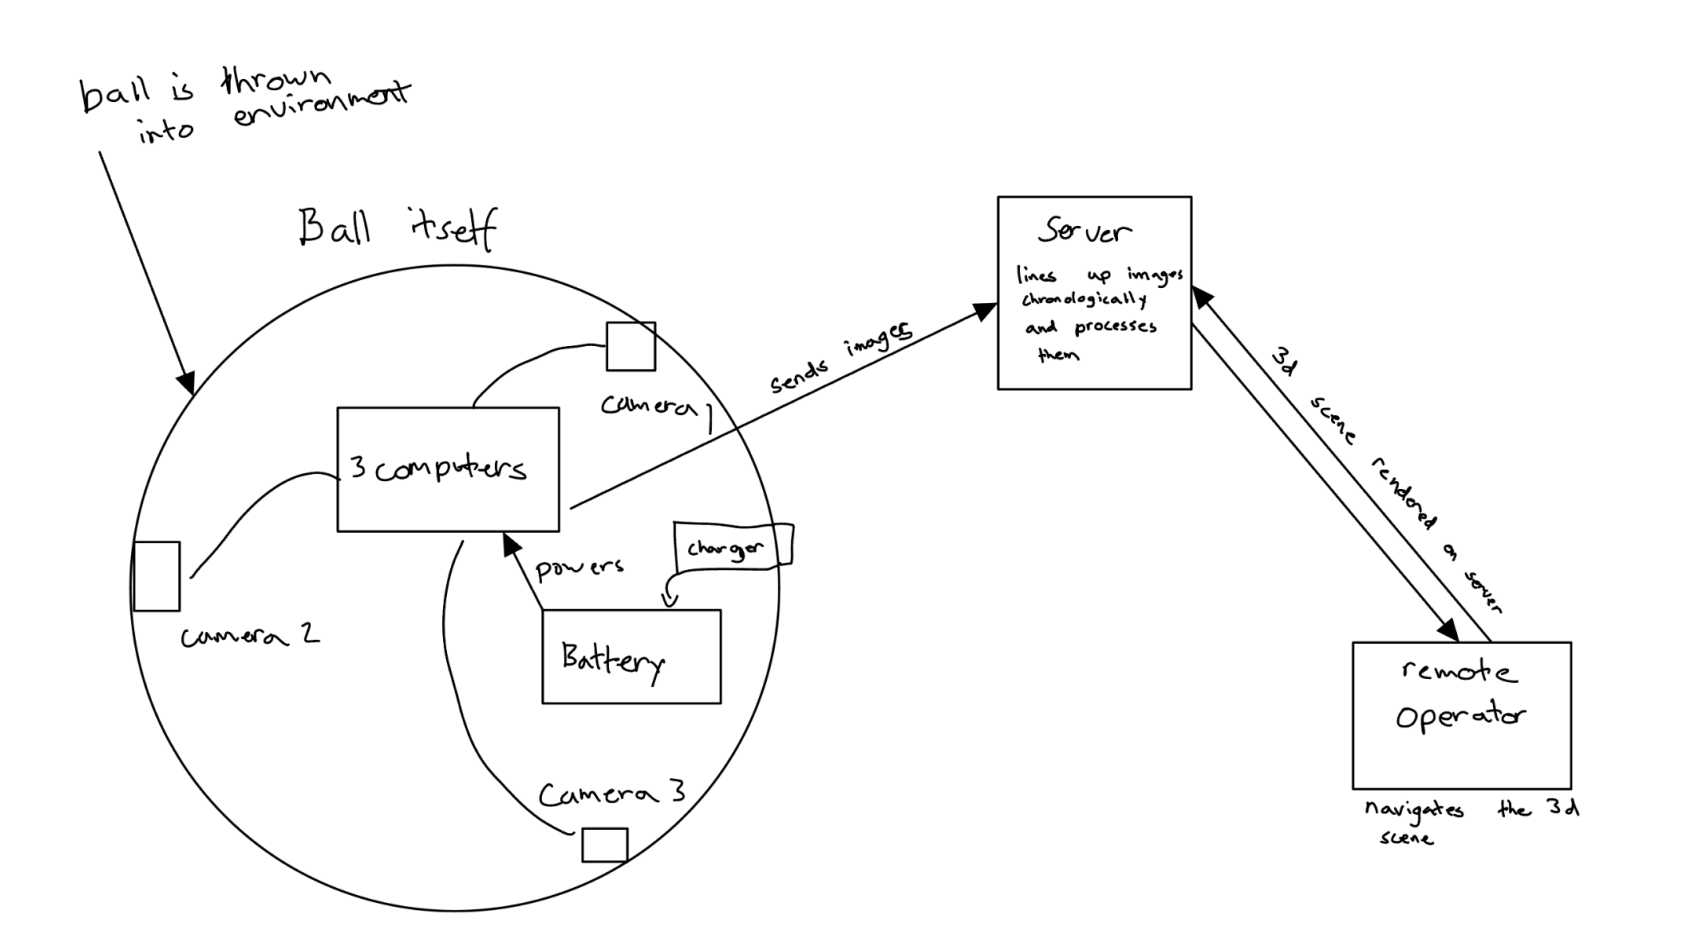 ball is thrown
into environment
Ball itself
camera 1
3 computers
camera 2
powers
charger
Battery
Camera 3
sends images
Server
lines up images
chronologically
and processes
them
3d scene rendered on server
remote
operator
navigates the 3d
scene